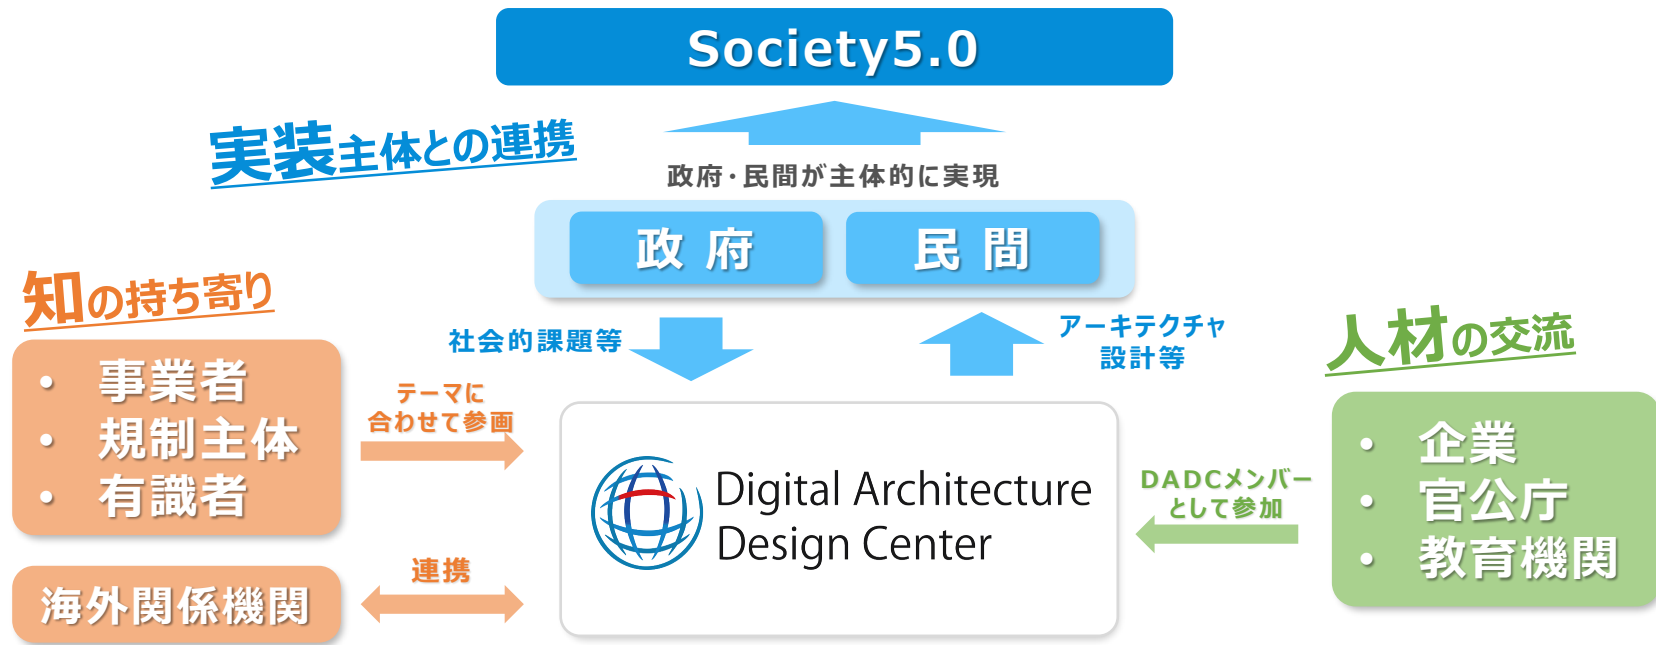 Society5.0
実装主体との連携
政府・民間が主体的に実現
政府
民間
知の持ち寄り
社会的課題等
アーキテクチャ
設計等
人材の交流
• 事業者
• 規制主体
• 有識者
テーマに
合わせて参画
Digital Architecture
Design Center
DADCメンバー
として参加
• 企業
• 官公庁
• 教育機関
連携
海外関係機関